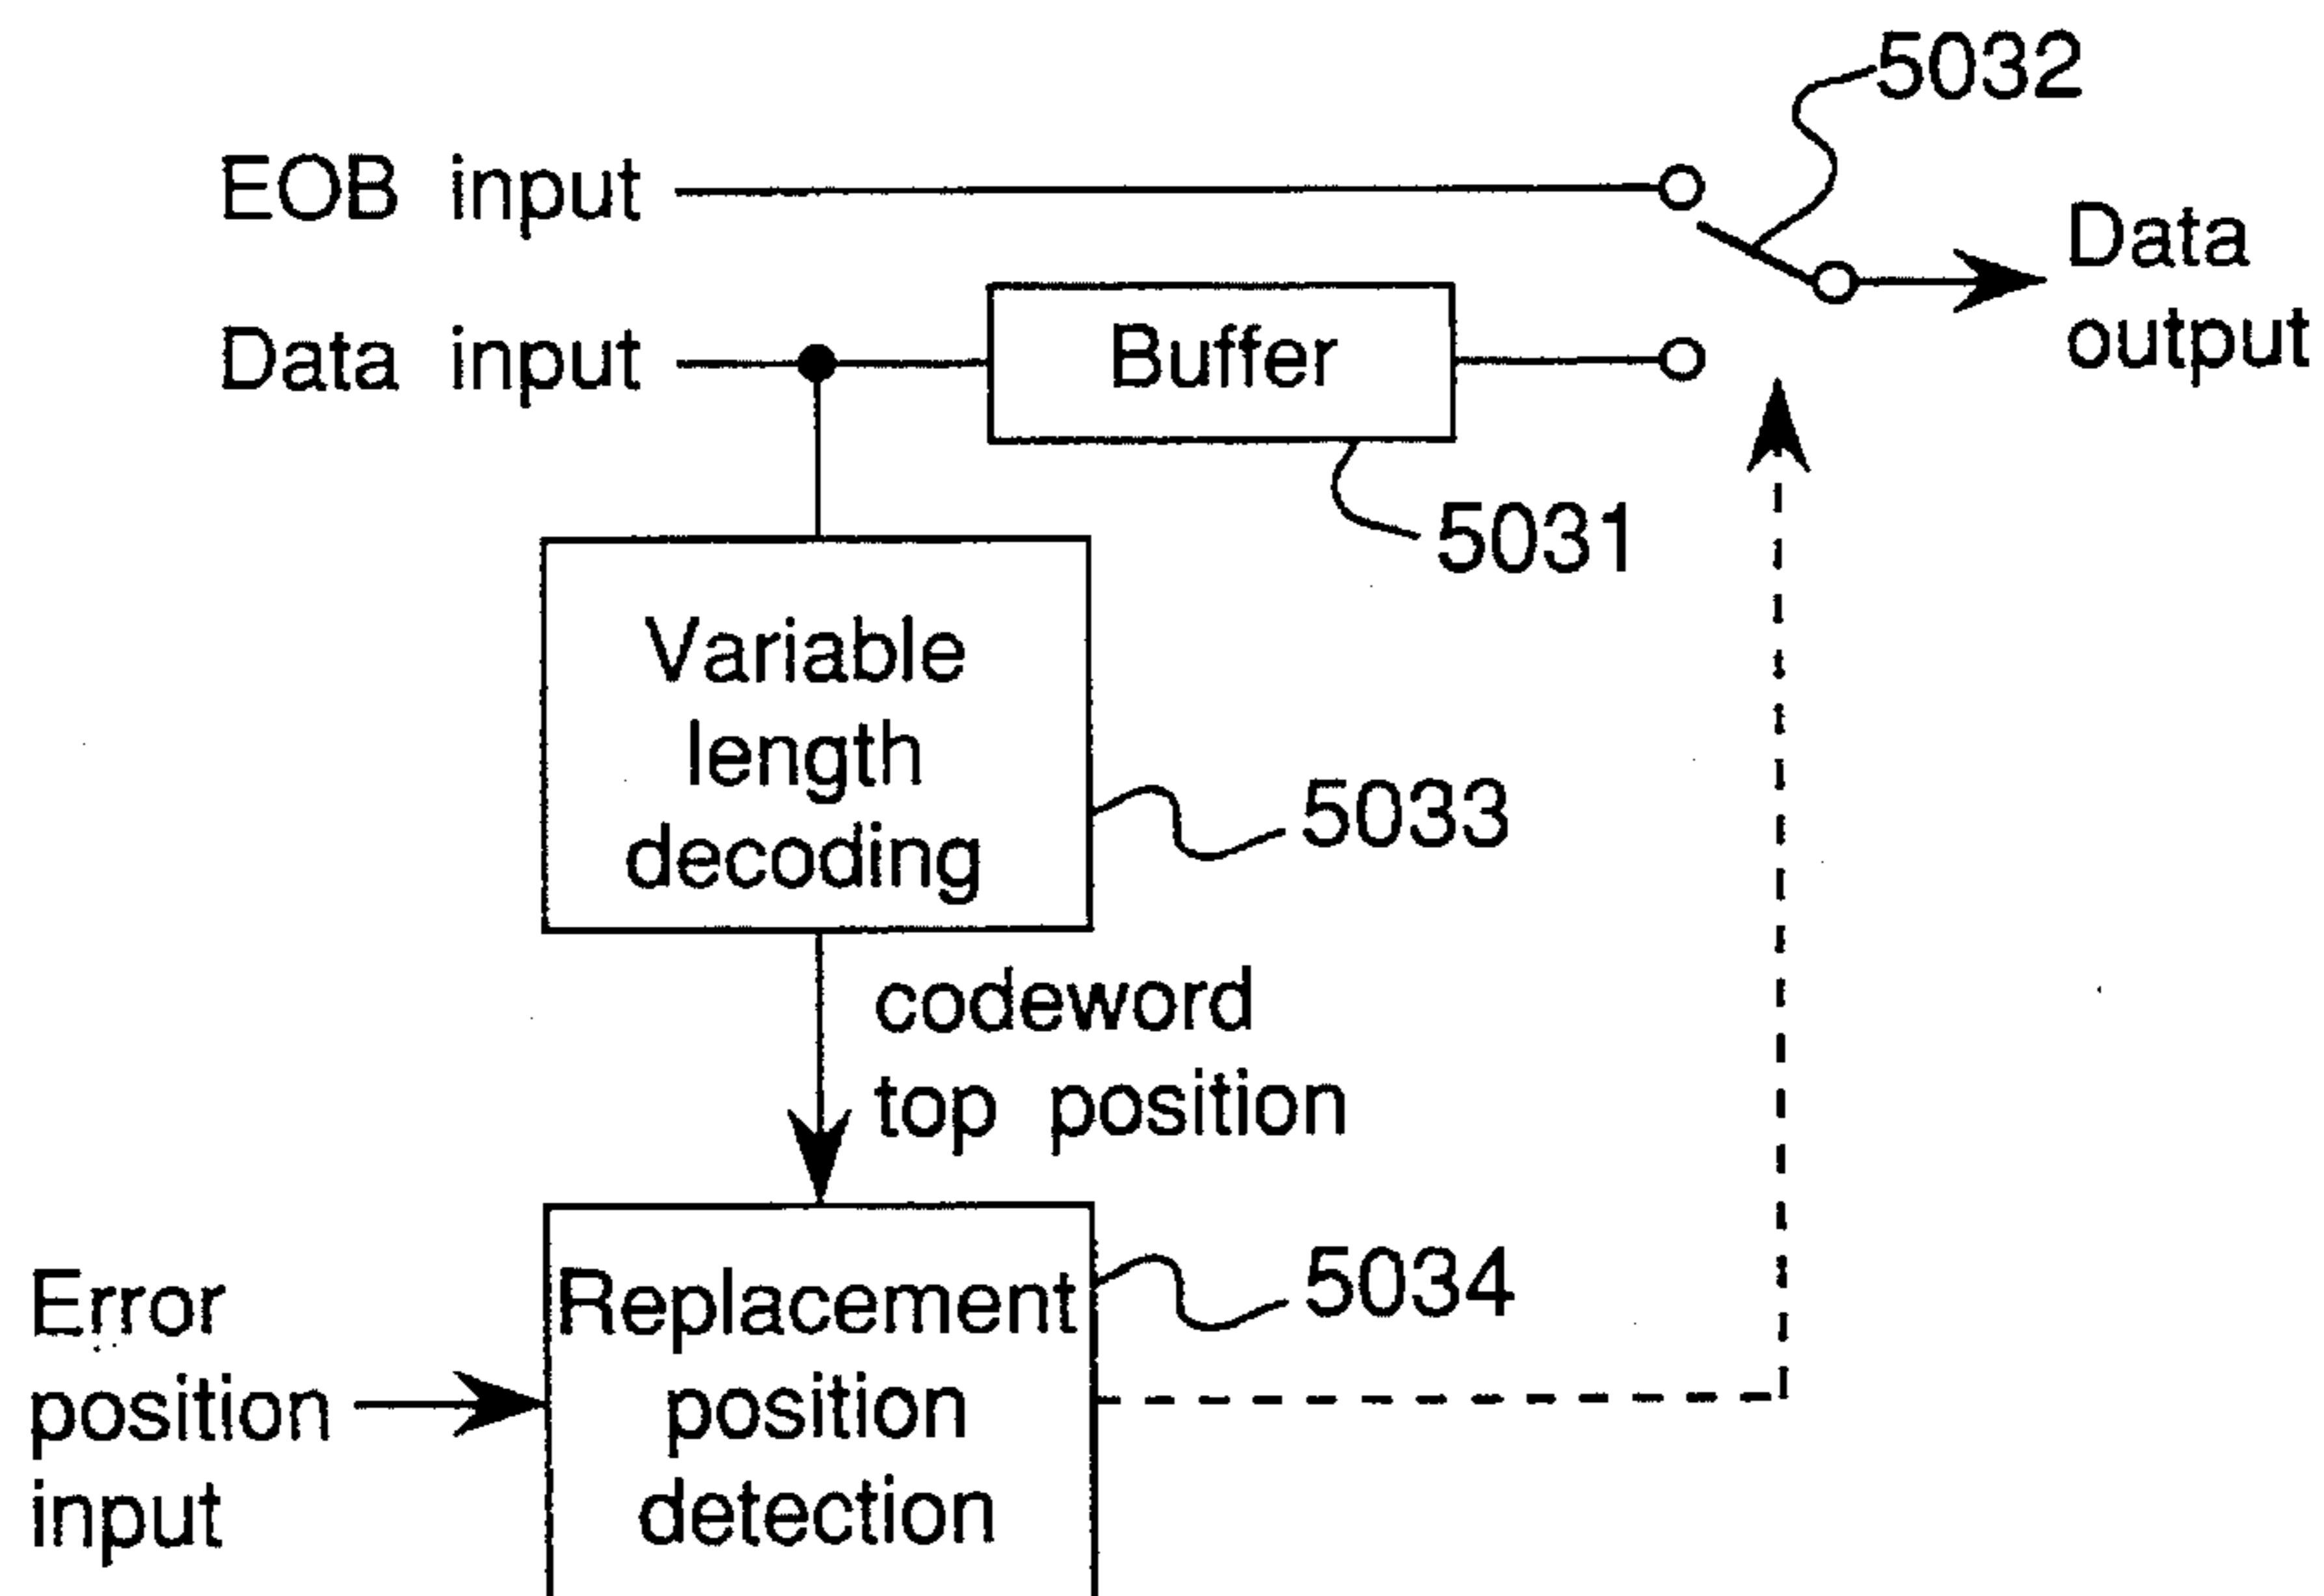 5032
EOB input
Data
output
Data input
Buffer
5031
Variable
length
decoding
5033
codeword
top position
Error
position
input
Replacement
position
detection
5034